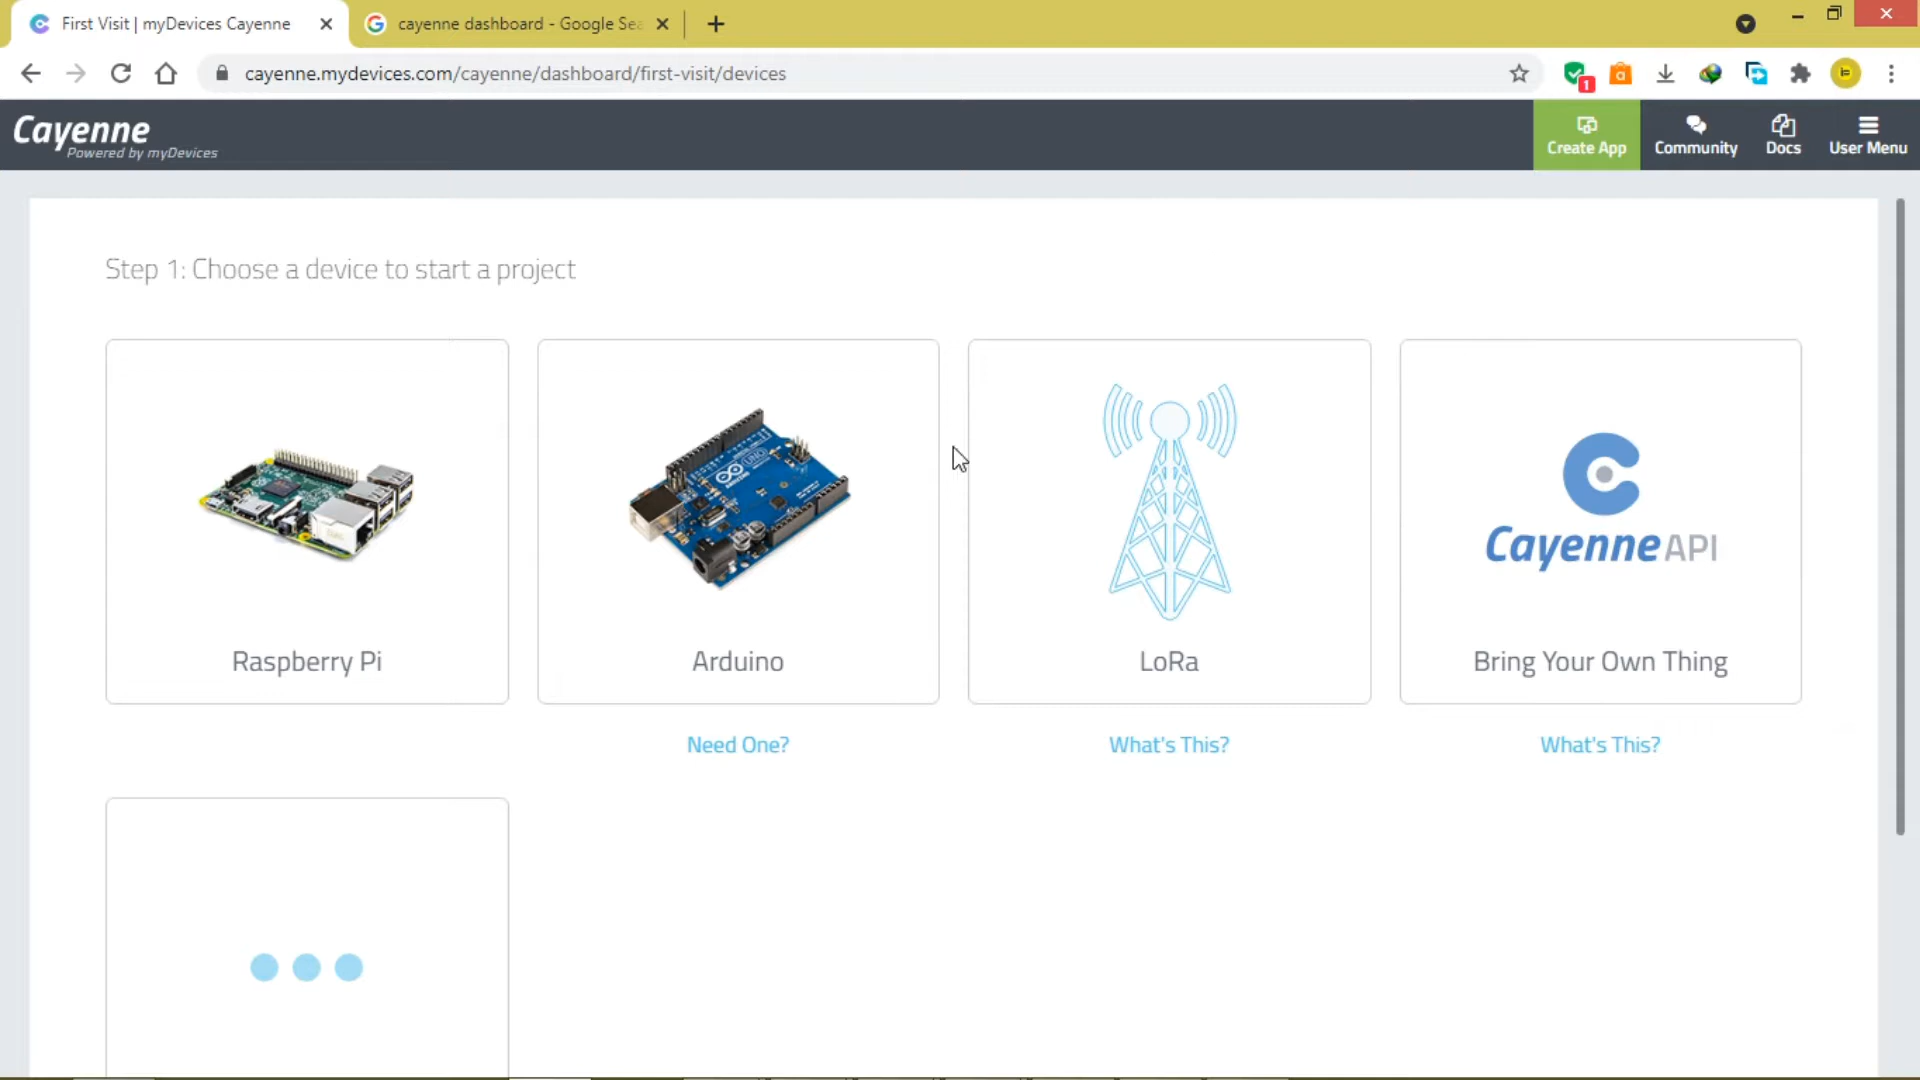 First Visit | myDevices Cayenne
cayenne dashboard - Google Sea
cayenne.mydevices.com/cayenne/dashboard/first-visit/devices
1
Cayenne
Powered by myDevices
Create App
Community
Docs
User Menu
Step 1: Choose a device to start a project
Raspberry Pi
Arduino
LoRa
Cayenne API
Bring Your Own Thing
Need One?
What's This?
What's This?